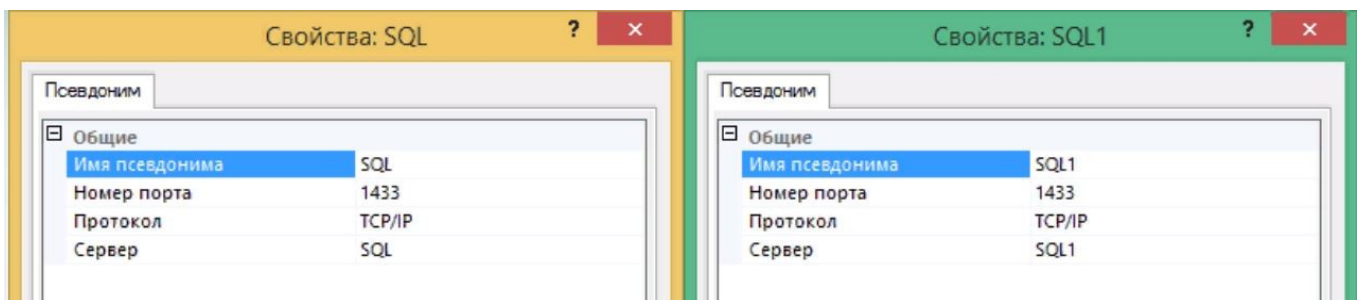 Свойства: SQL ? ×
Псевдоним
Общие
Имя псевдонима SQL
Номер порта 1433
Протокол TCP/IP
Сервер SQL
Свойства: SQL1 ? ×
Псевдоним
Общие
Имя псевдонима SQL1
Номер порта 1433
Протокол TCP/IP
Сервер SQL1